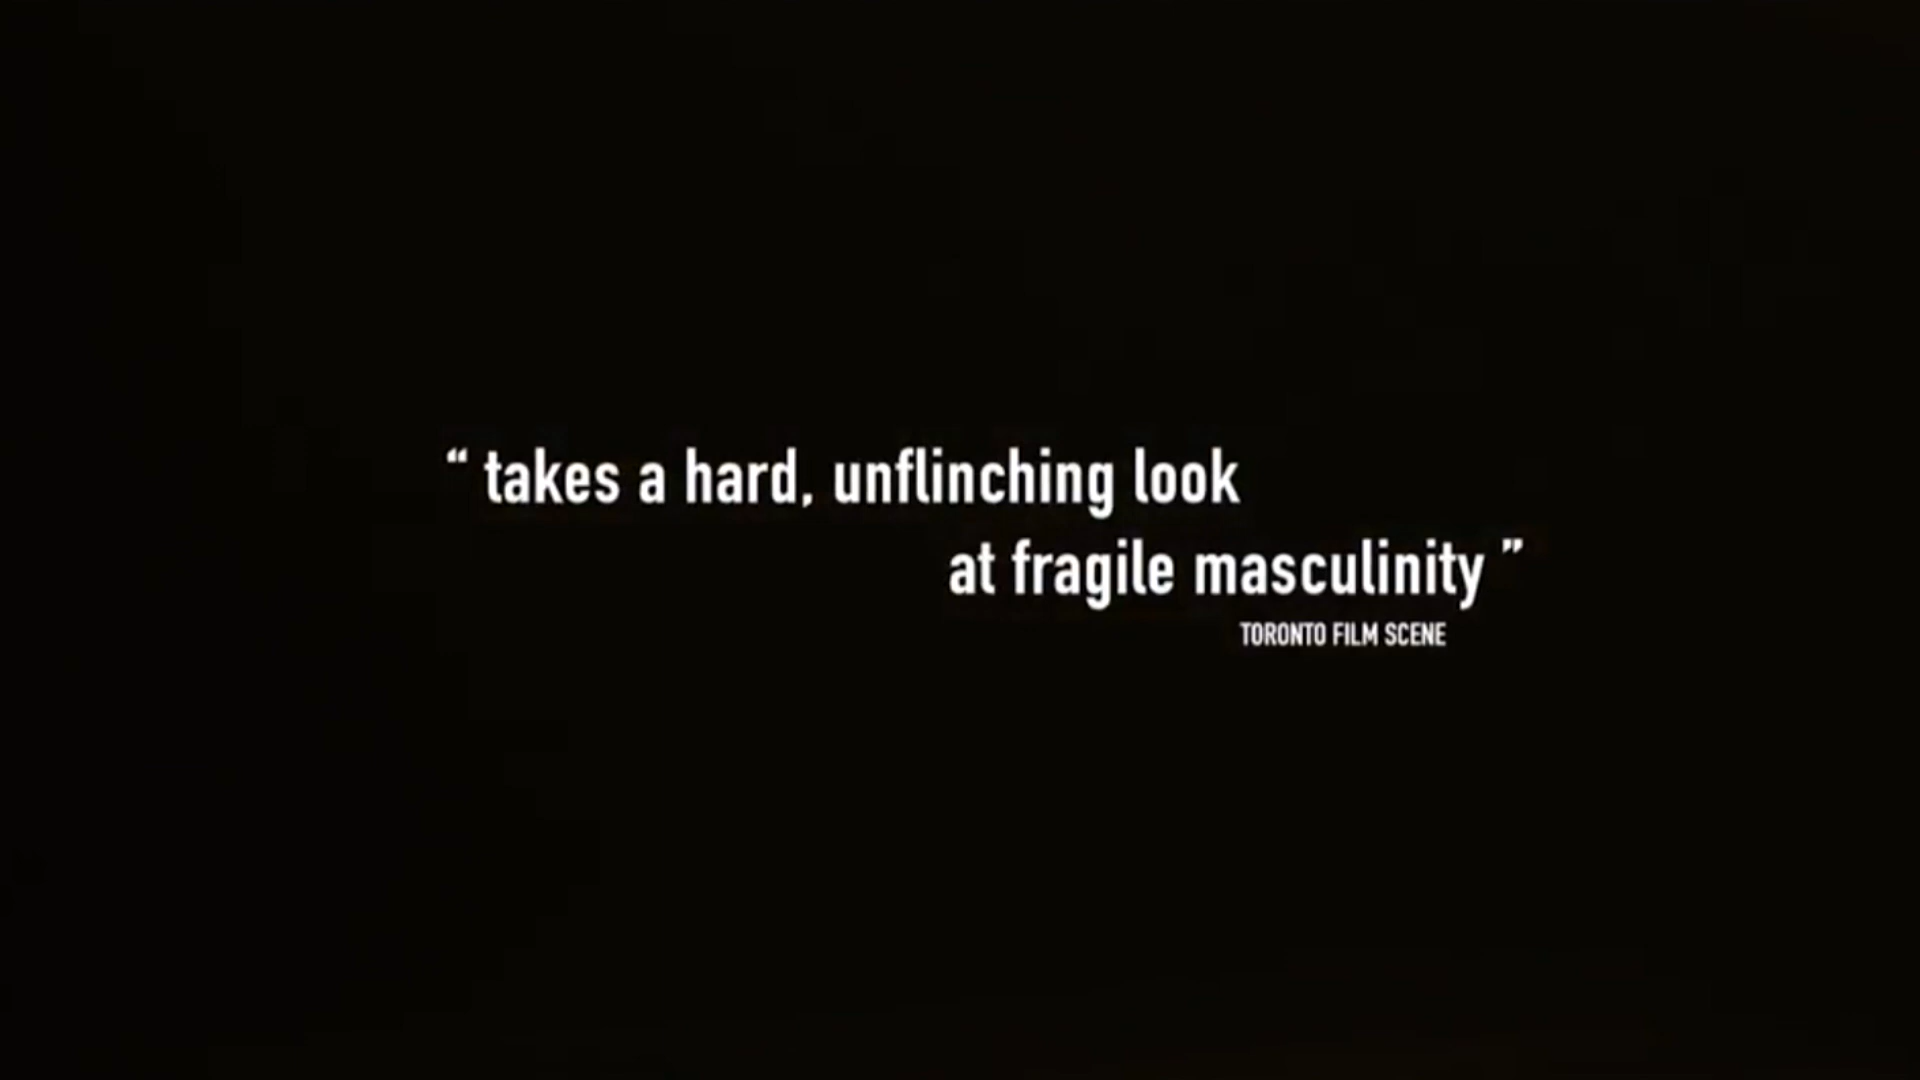 “ takes a hard, unflinching look
at fragile masculinity ”
TORONTO FILM SCENE